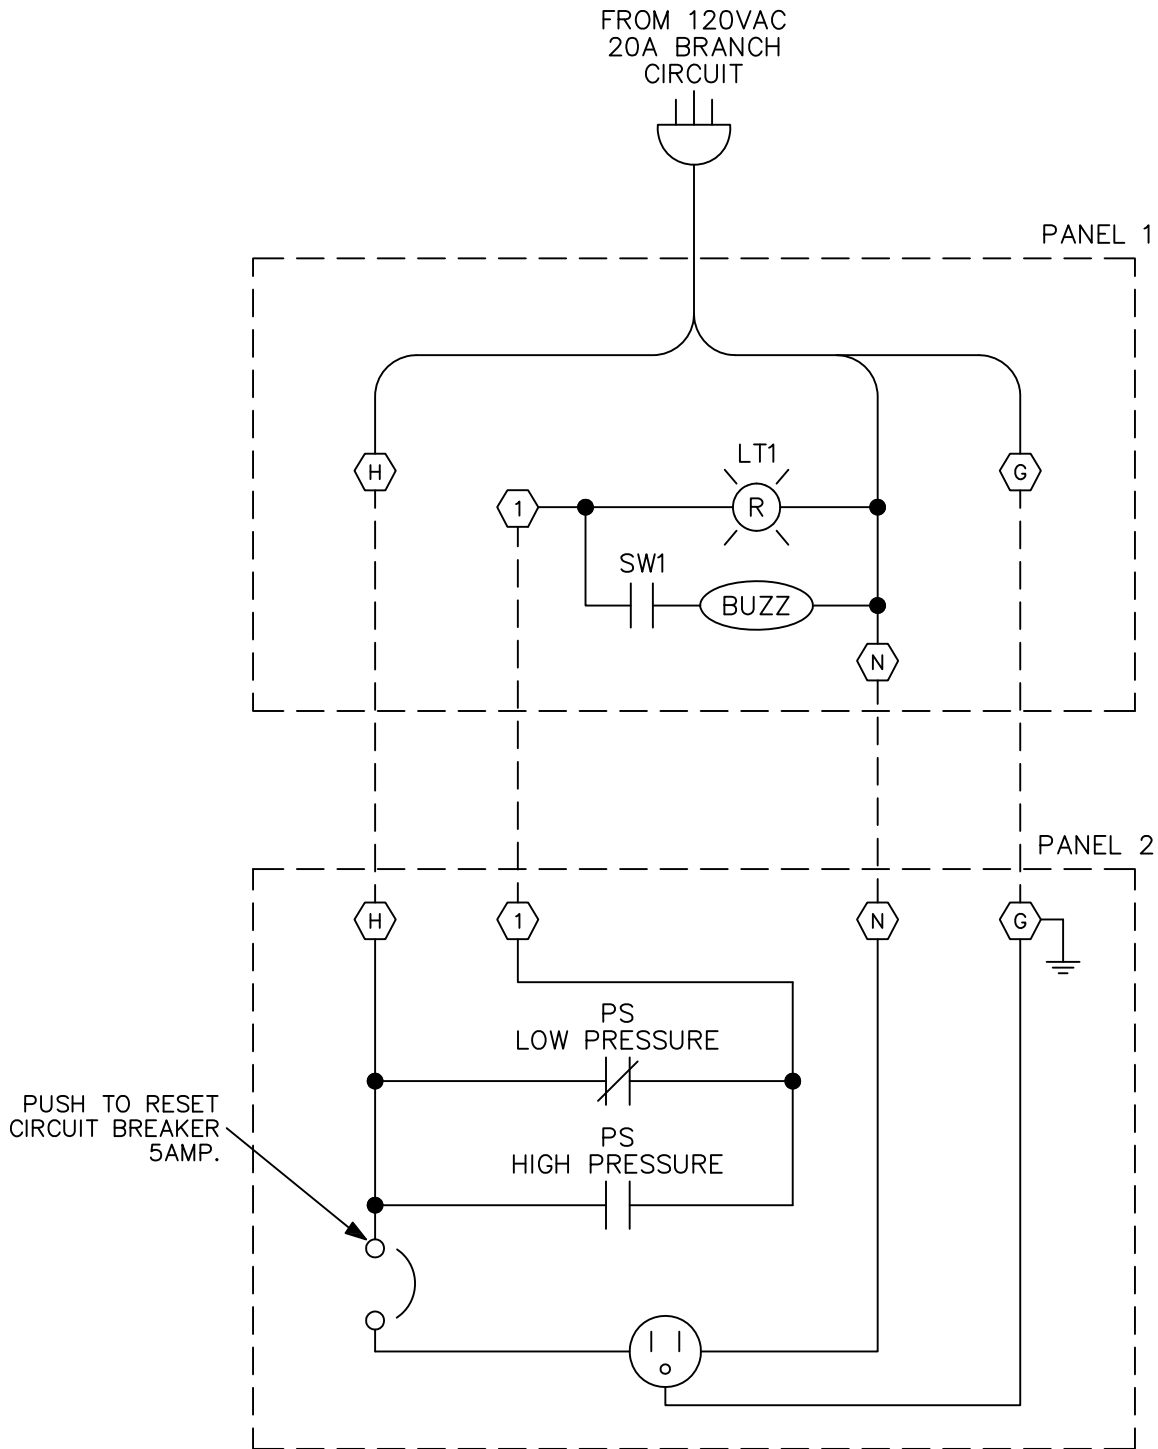 FROM 120VAC
20A BRANCH
CIRCUIT
PANEL 1
LT1
H
G
1
R
SW1
BUZZ
N
PANEL 2
H
1
N
G
PS
LOW PRESSURE
PUSH TO RESET
CIRCUIT BREAKER
5AMP.
PS
HIGH PRESSURE